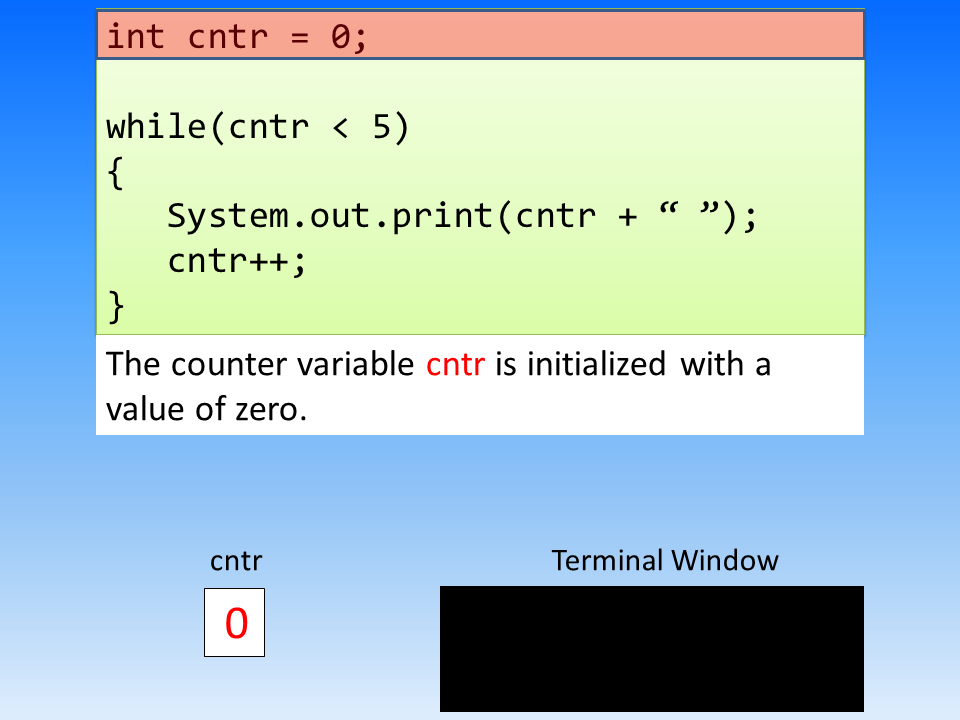 int cntr = 0;
while(cntr < 5)
{
System.out.print(cntr + “ ”);
cntr++;
}
The counter variable cntr is initialized with a
value of zero.
cntr
Terminal Window
0